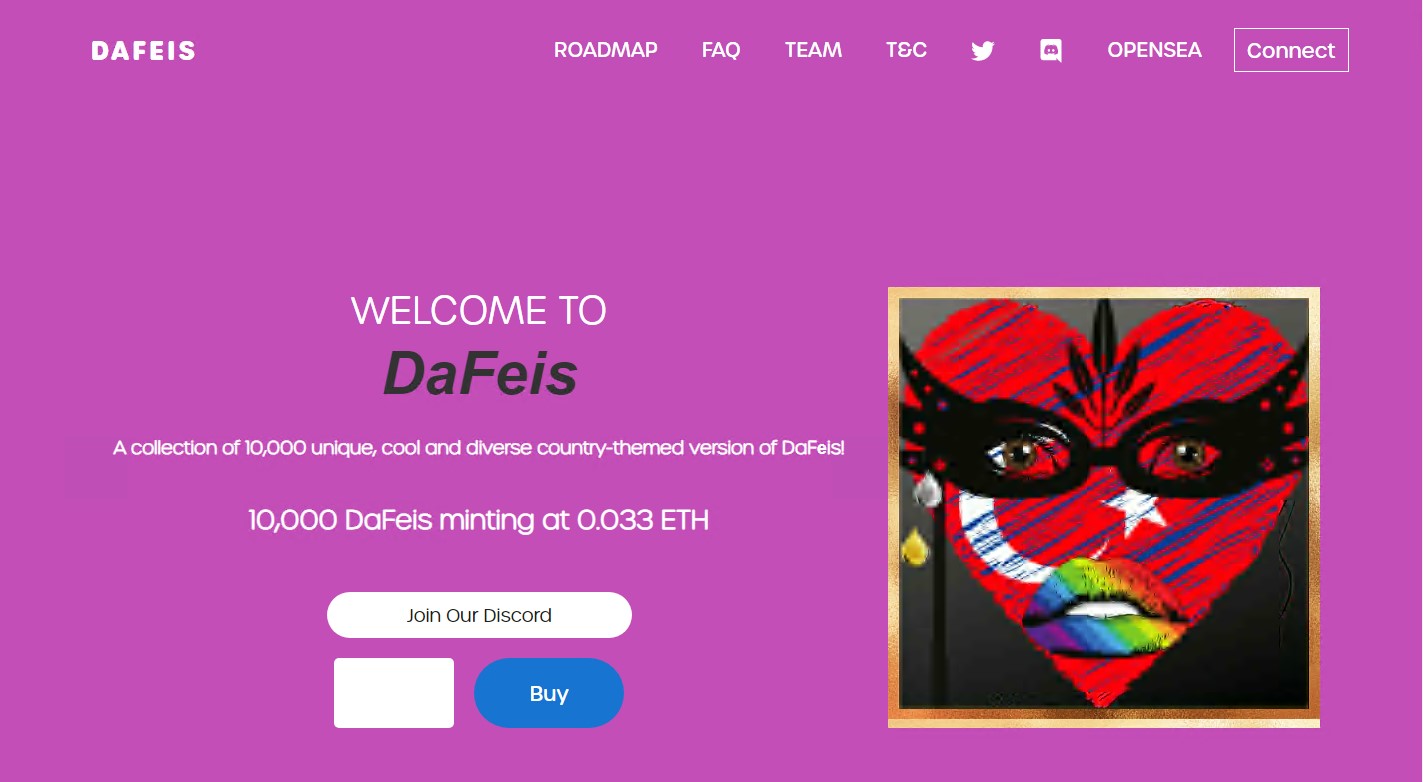 DAFEIS
ROADMAP FAQ TEAM T&C OPENSEA Connect
WELCOME TO
DaFeis
A collection of 10,000 unique, cool and diverse country-themed version of DaFeis!
10,000 DaFeis minting at 0.033 ETH
Join Our Discord
Buy